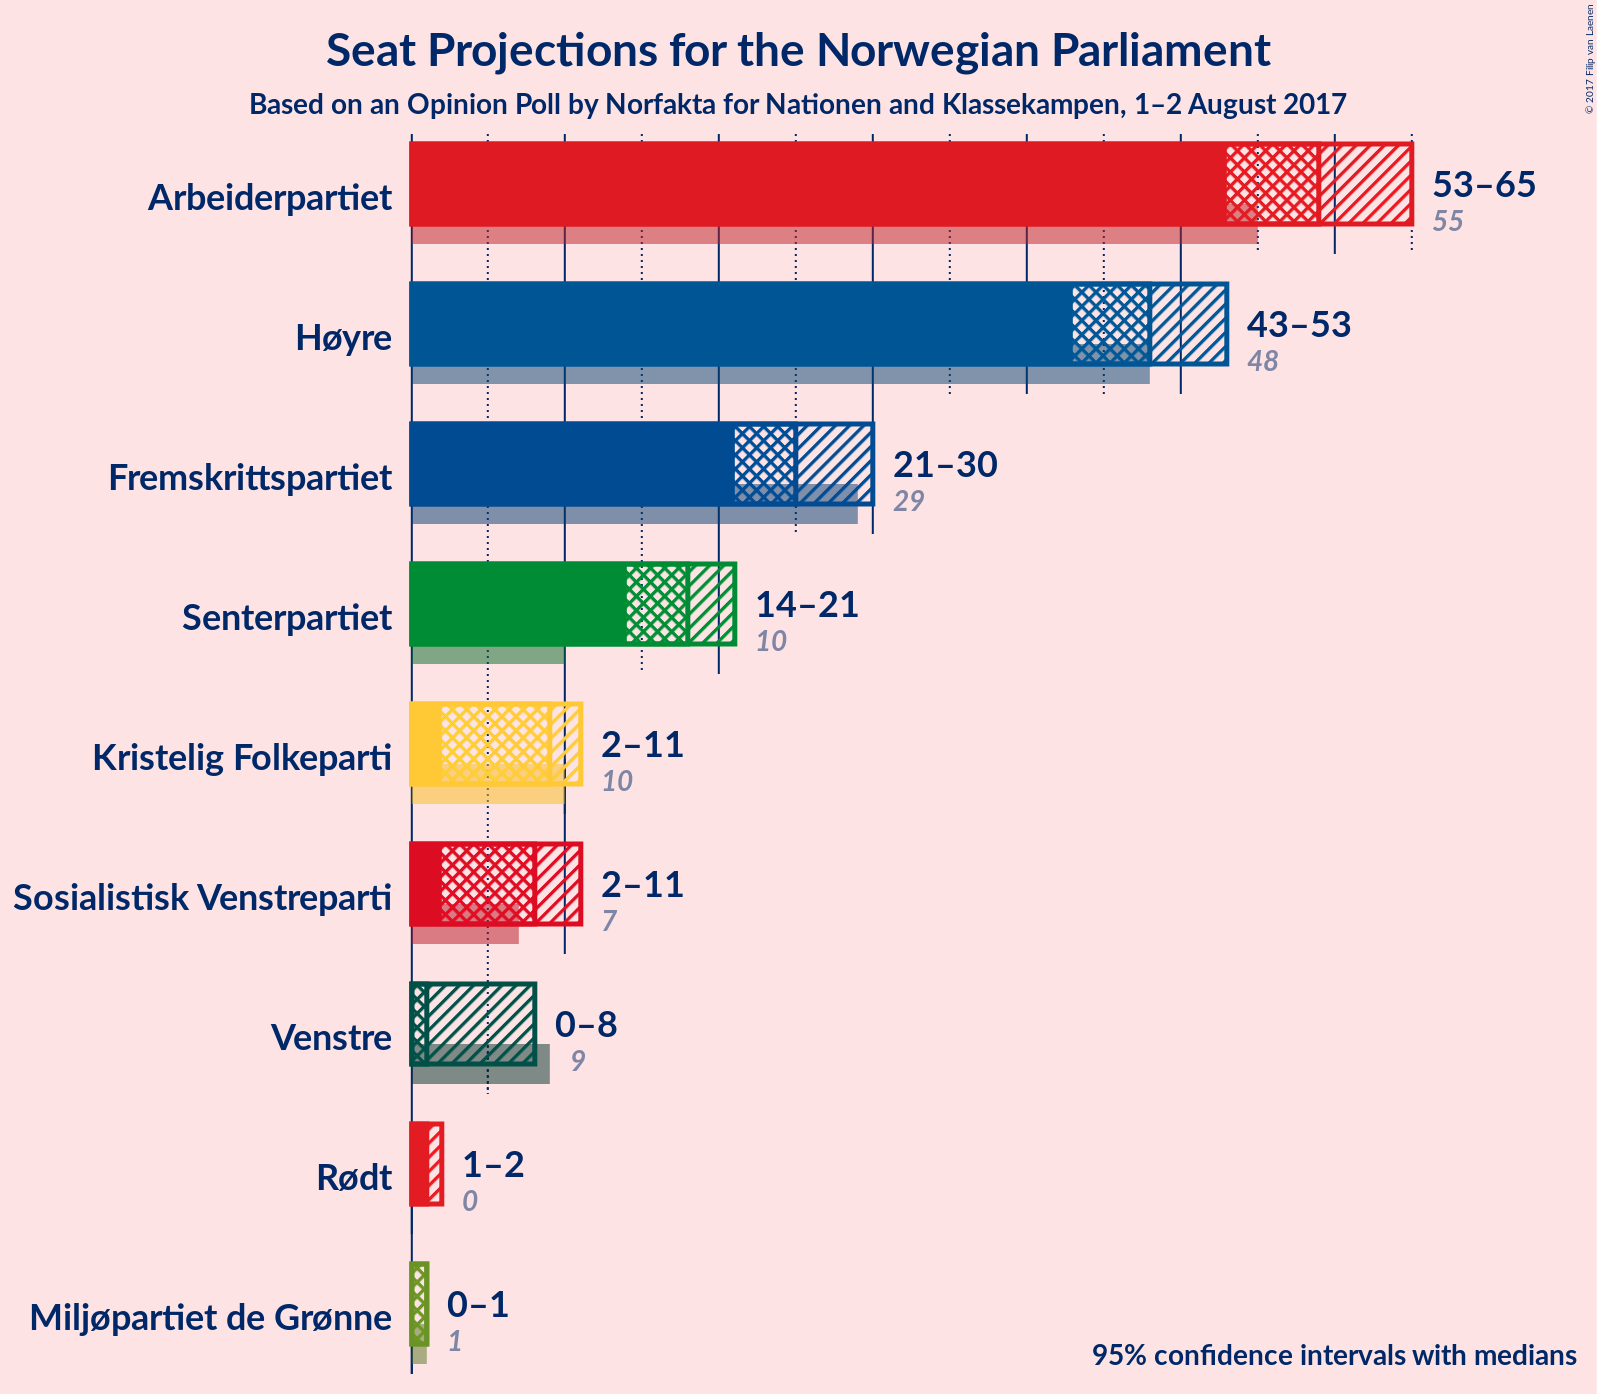 Seat Projections for the Norwegian Parliament
Based on an Opinion Poll by Norfakta for Nationen and Klassekampen, 1–2 August 2017
© 2017 Filip van Laenen
Arbeiderpartiet
53–65
55
Høyre
43–53
48
Fremskrittspartiet
21–30
29
Senterpartiet
14–21
10
Kristelig Folkeparti
2–11
10
Sosialistisk Venstreparti
2–11
7
Venstre
0–8
9
Rødt
1–2
0
Miljøpartiet de Grønne
0–1
1
95% confidence intervals with medians